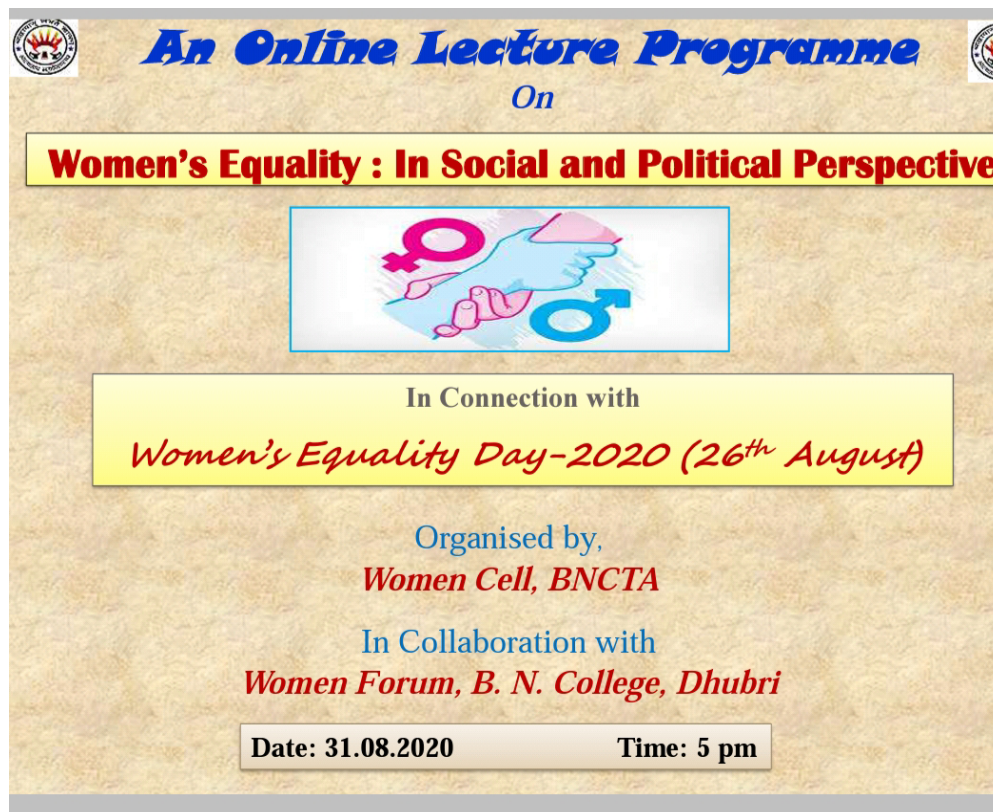 An Online Lecture Programme
On
Women's Equality : In Social and Political Perspective
In Connection with
Women's Equality Day-2020 (26th August)
Organised by,
Women Cell, BNCTA
In Collaboration with
Women Forum, B. N. College, Dhubri
Date: 31.08.2020 Time: 5 pm